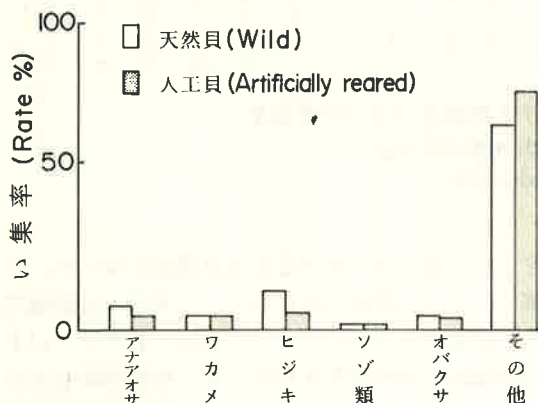 100
50
0
い集率 (Rate %)
天然貝 (Wild)
人工貝 (Artificially reared)
アナアオサ
ワカメ
ヒジキ
ソゾ類
オバクサ
その他